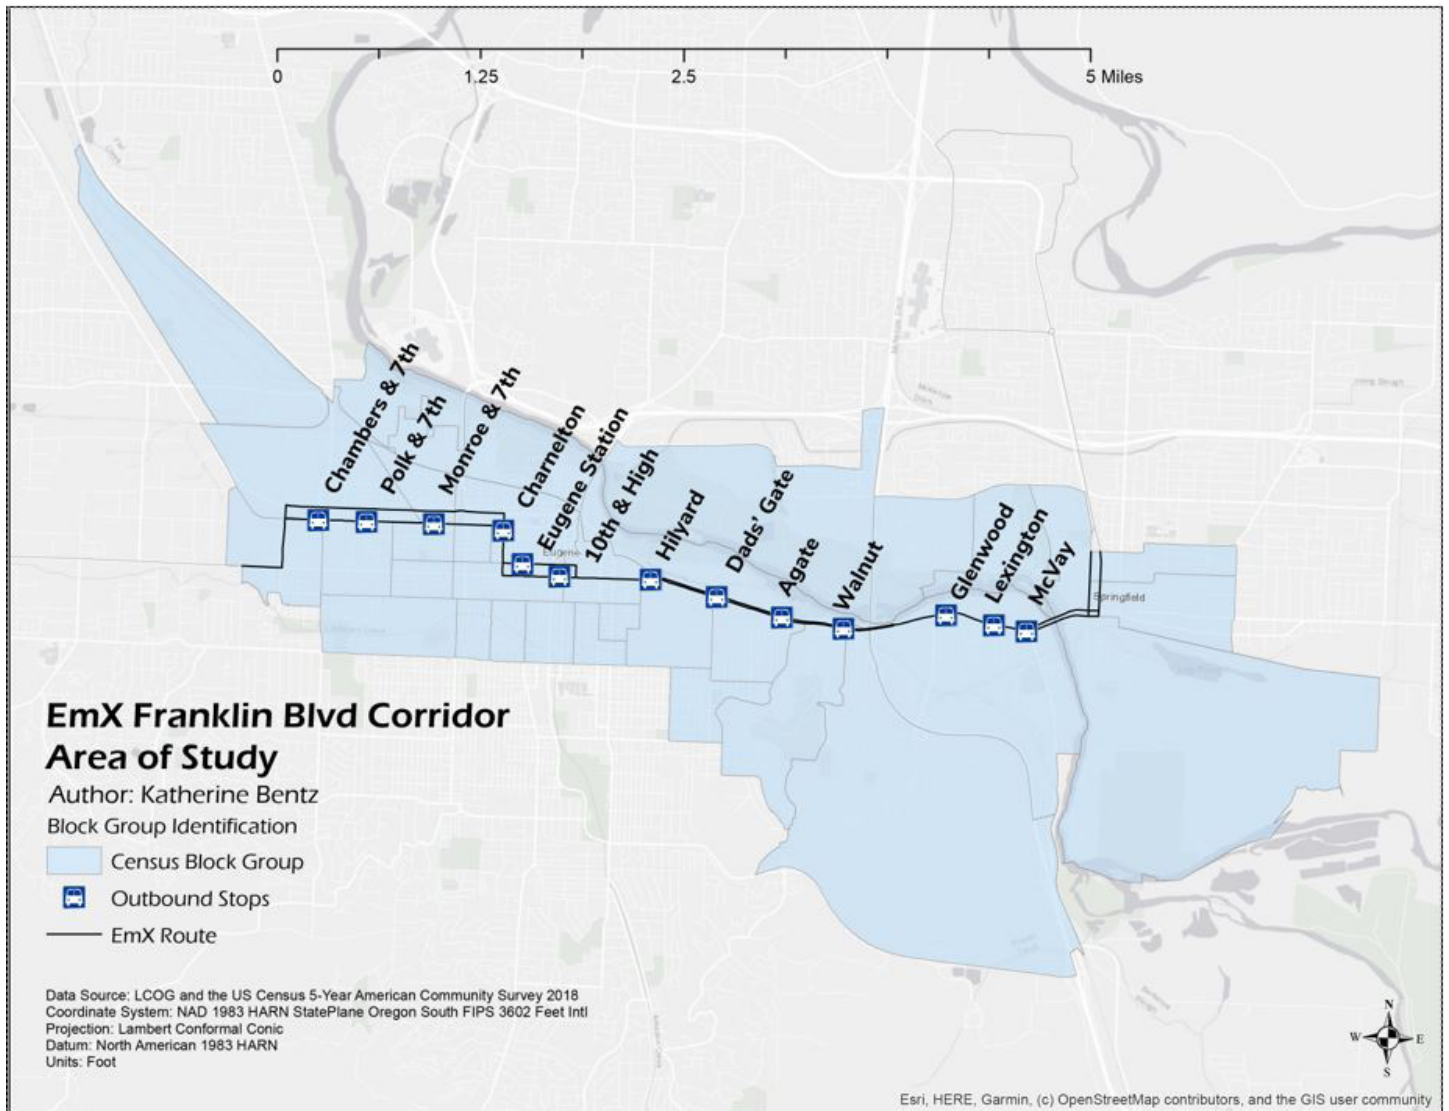 0 1.25 2.5 5 Miles
Chambers & 7th
Polk & 7th
Monroe & 7th
Charnelton
Eugene Station
10th & High
Hilyard
Dads' Gate
Agate
Walnut
Glenwood
Lexington
McVay
Eugene
Springfield
EmX Franklin Blvd Corridor
Area of Study
Author: Katherine Bentz
Block Group Identification
Census Block Group
Outbound Stops
EmX Route
Data Source: LCOG and the US Census 5-Year American Community Survey 2018
Coordinate System: NAD 1983 HARN StatePlane Oregon South FIPS 3602 Feet Intl
Projection: Lambert Conformal Conic
Datum: North American 1983 HARN
Units: Foot
N
W E
S
Esri, HERE, Garmin, (c) OpenStreetMap contributors, and the GIS user community